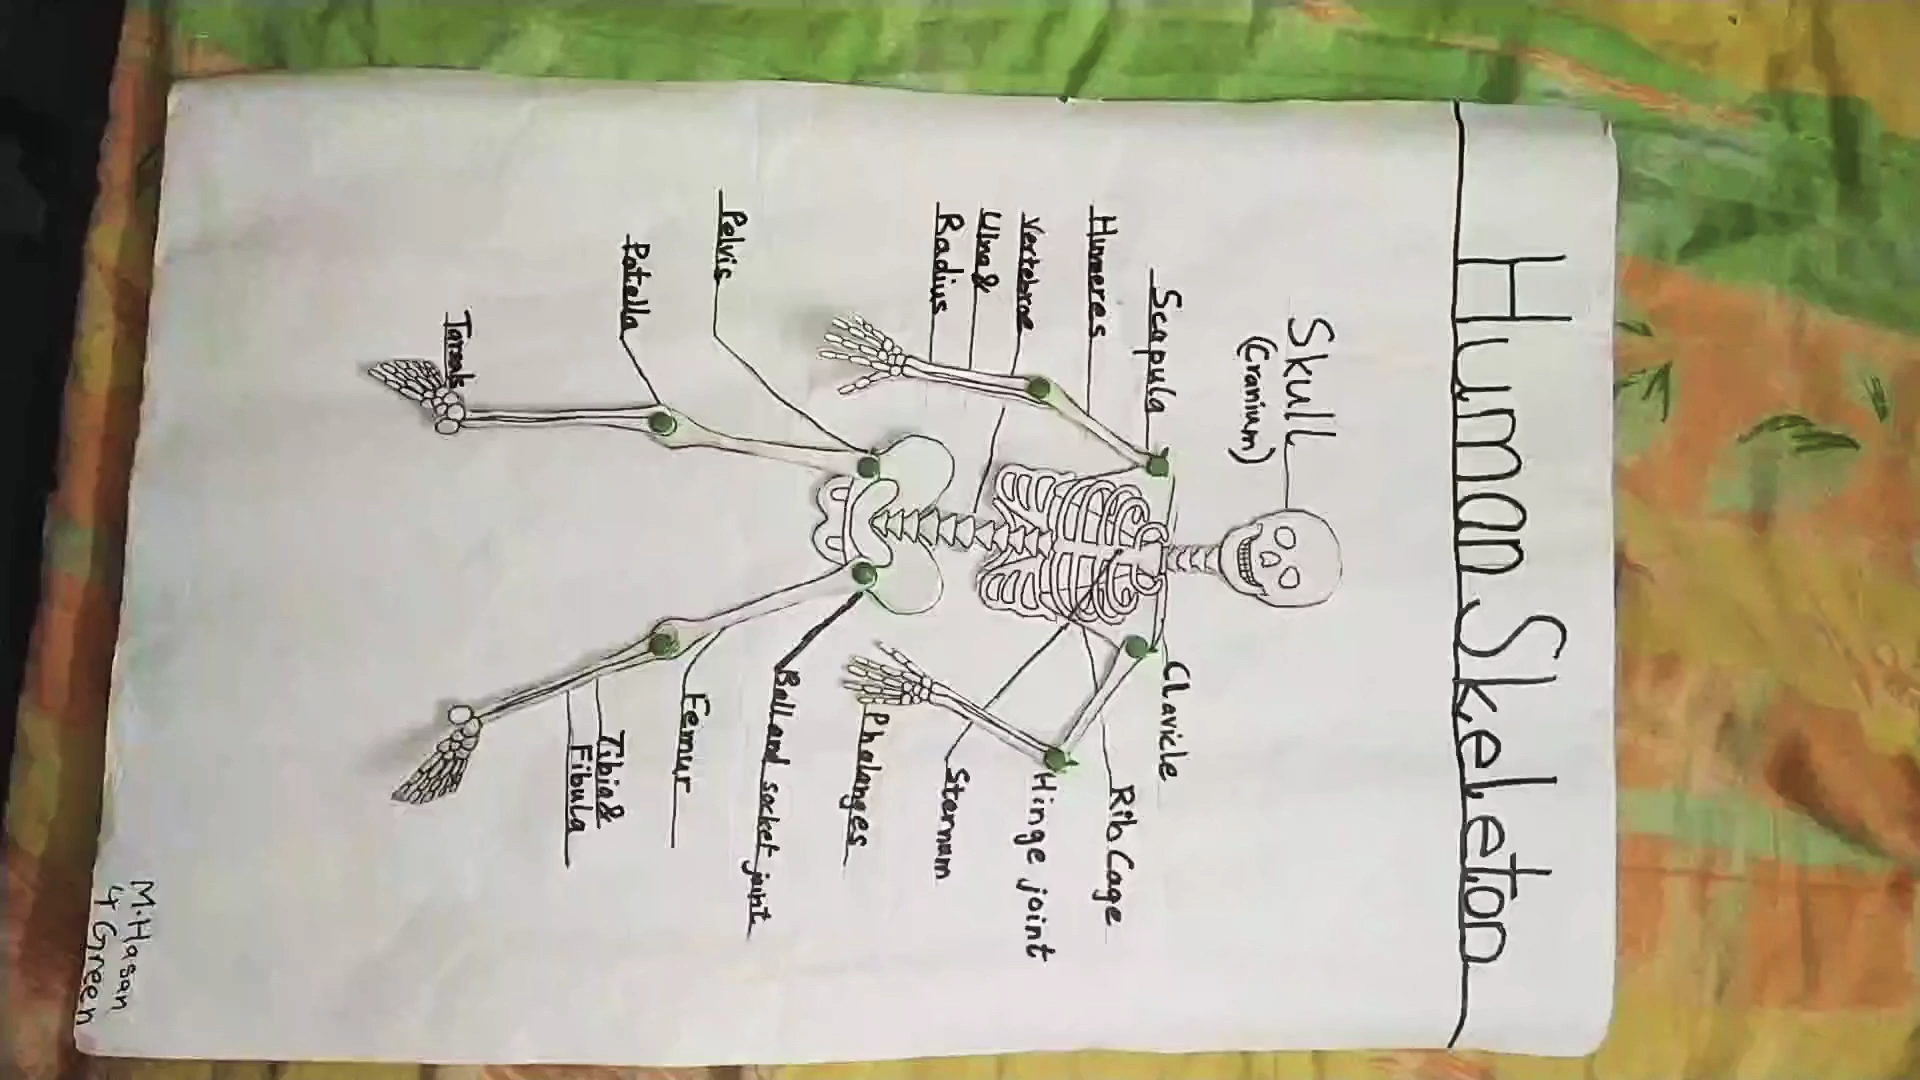 Human Skeleton
Skull
(Cranium)
Scapula
Humeres
Vertebrae
Ulna &
Radius
Pelvis
Patella
Tarsals
Clavicle
Rib Cage
Hinge joint
Sternum
Phalanges
Ball and socket joint
Femur
Tibia &
Fibula
M.Hasan
4 Green